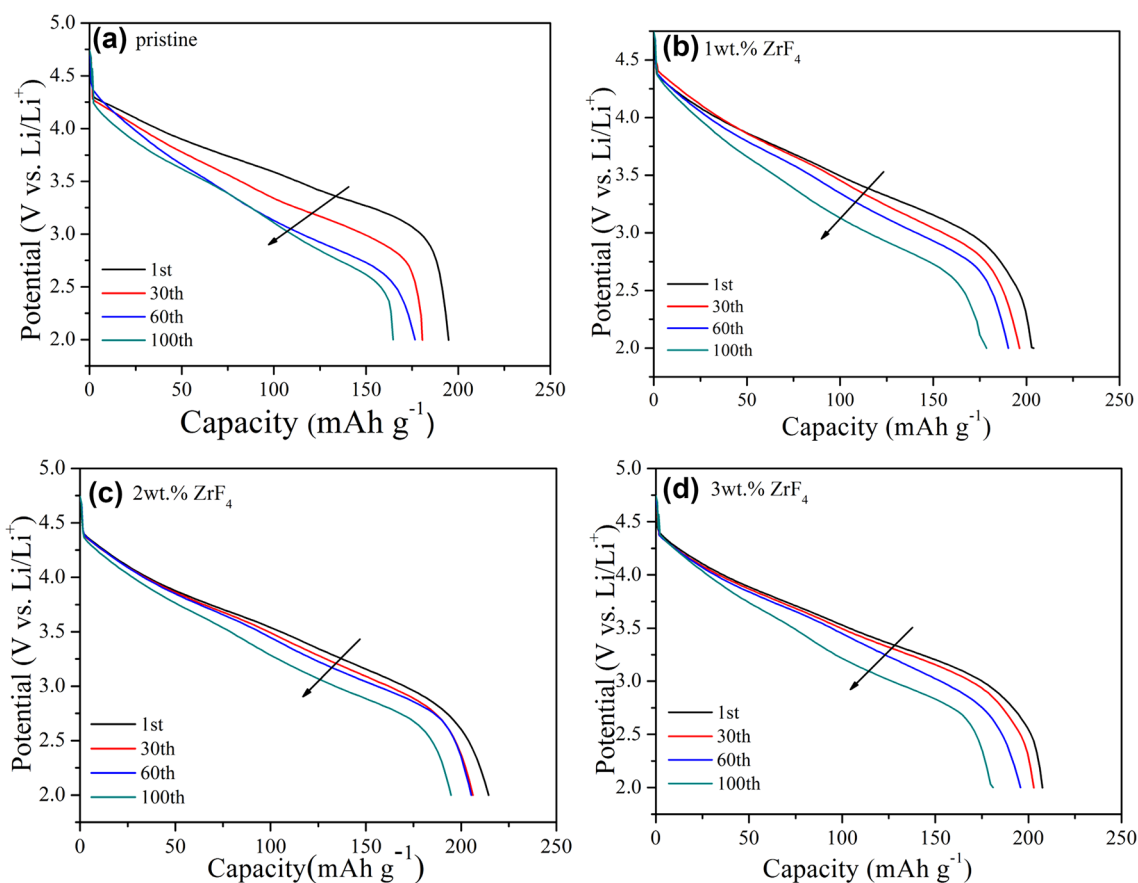 (a) pristine
5.0
4.5
4.0
3.5
3.0
2.5
2.0
Potential (V vs. Li/Li⁺)
1st
30th
60th
100th
0 50 100 150 200 250
Capacity (mAh g⁻¹)
(b) 1wt.% ZrF₄
4.5
4.0
3.5
3.0
2.5
2.0
Potential (V vs. Li/Li⁺)
1st
30th
60th
100th
0 50 100 150 200 250
Capacity (mAh g⁻¹)
(c) 2wt.% ZrF₄
5.0
4.5
4.0
3.5
3.0
2.5
2.0
Potential (V vs. Li/Li⁺)
1st
30th
60th
100th
0 50 100 150 200 250
Capacity(mAh g⁻¹)
(d) 3wt.% ZrF₄
5.0
4.5
4.0
3.5
3.0
2.5
2.0
Potential (V vs. Li/Li⁺)
1st
30th
60th
100th
0 50 100 150 200 250
Capacity (mAh g⁻¹)